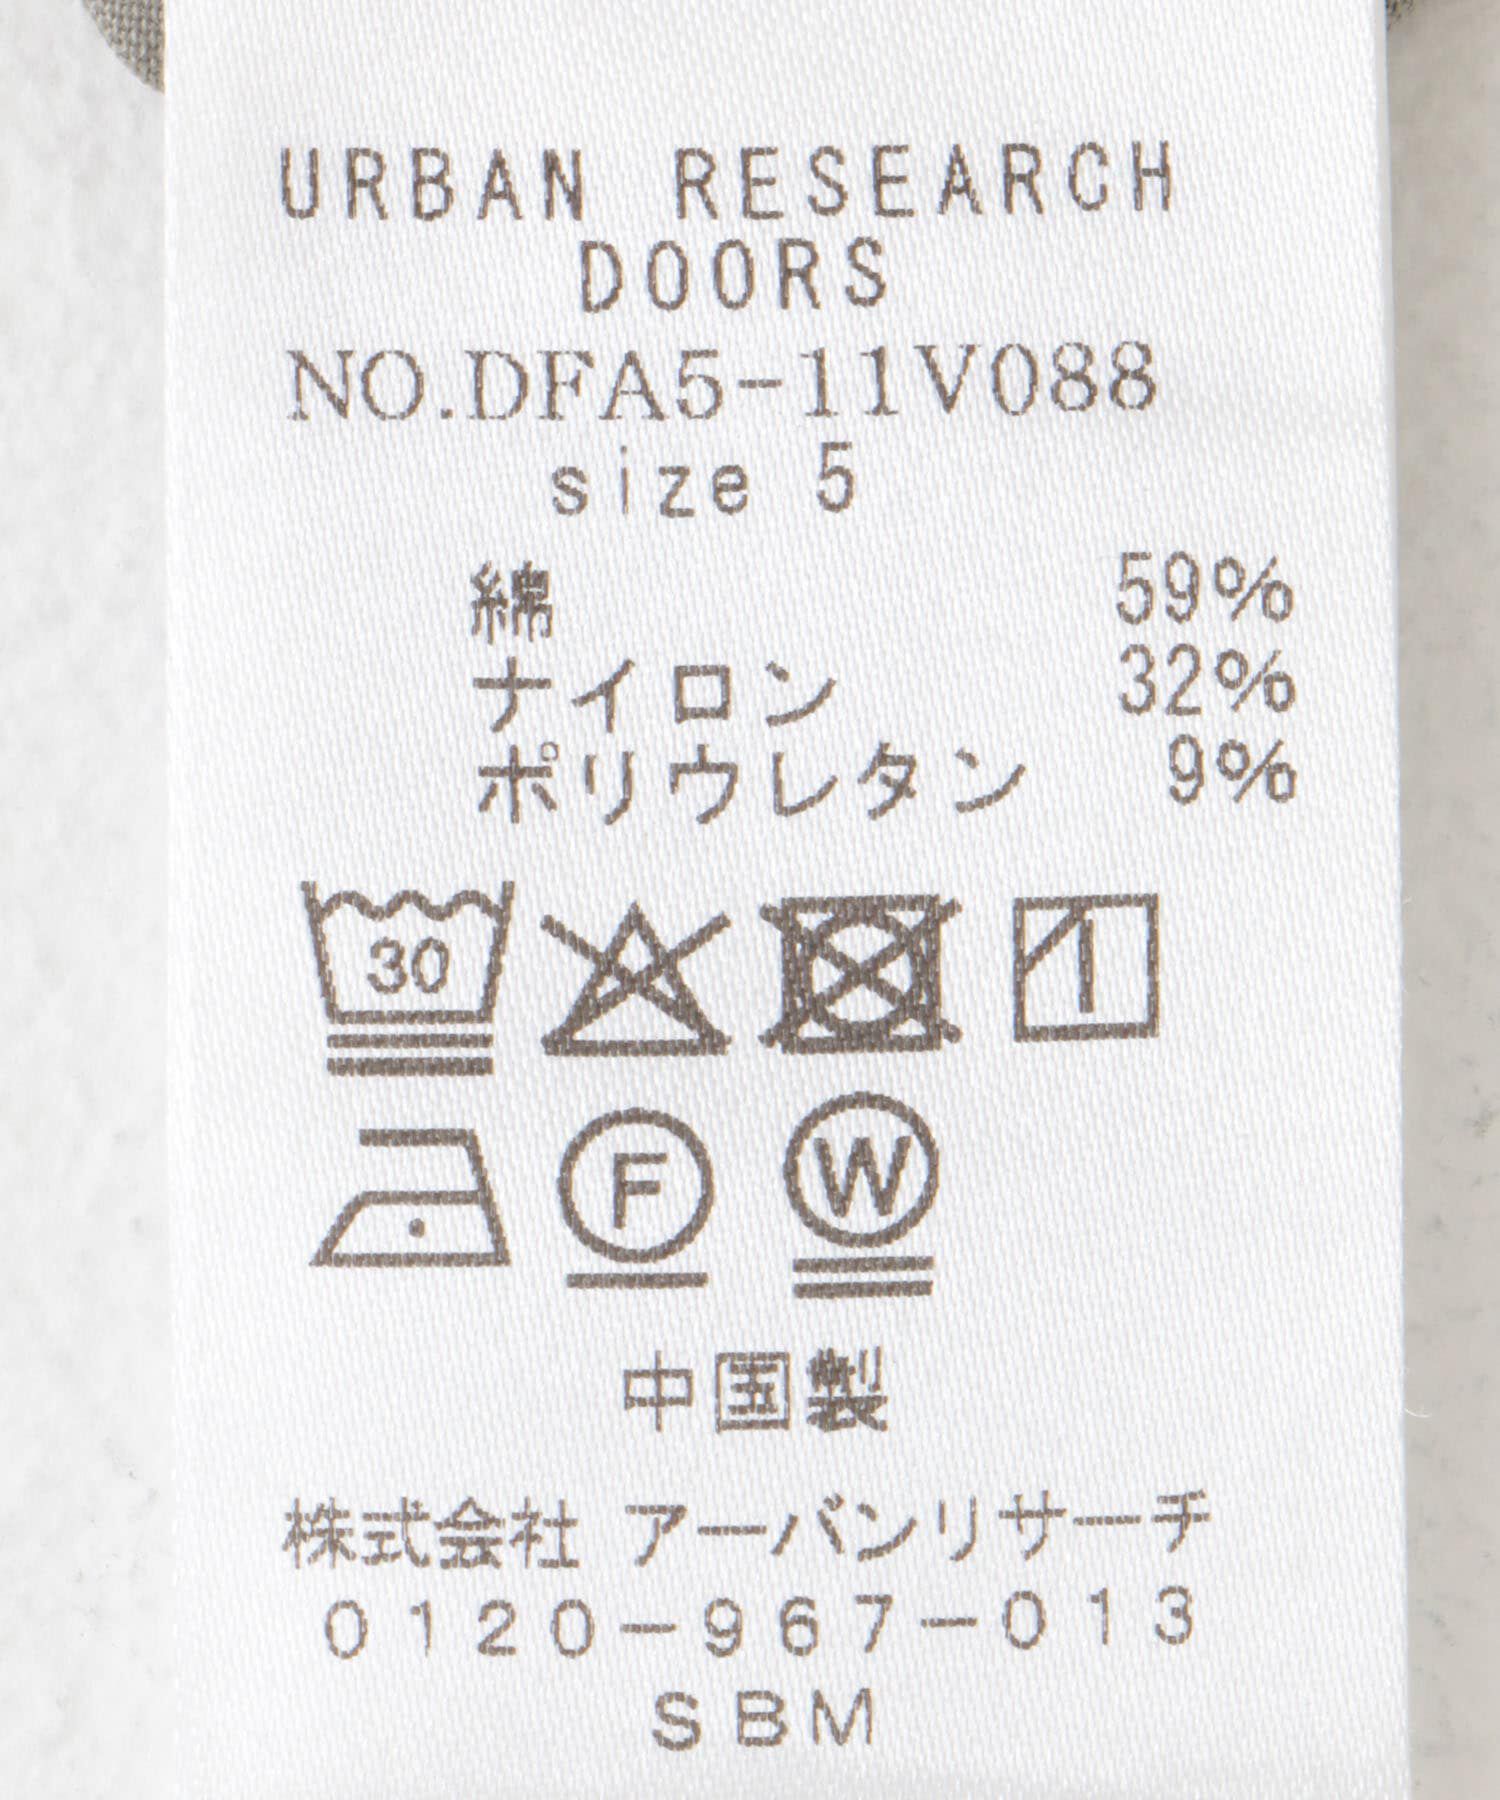 URBAN RESEARCH
DOORS
NO.DFA5-11V088
size 5
綿 59%
ナイロン 32%
ポリウレタン 9%
30
F W
中国製
株式会社 アーバンリサーチ
0120-967-013
SBM